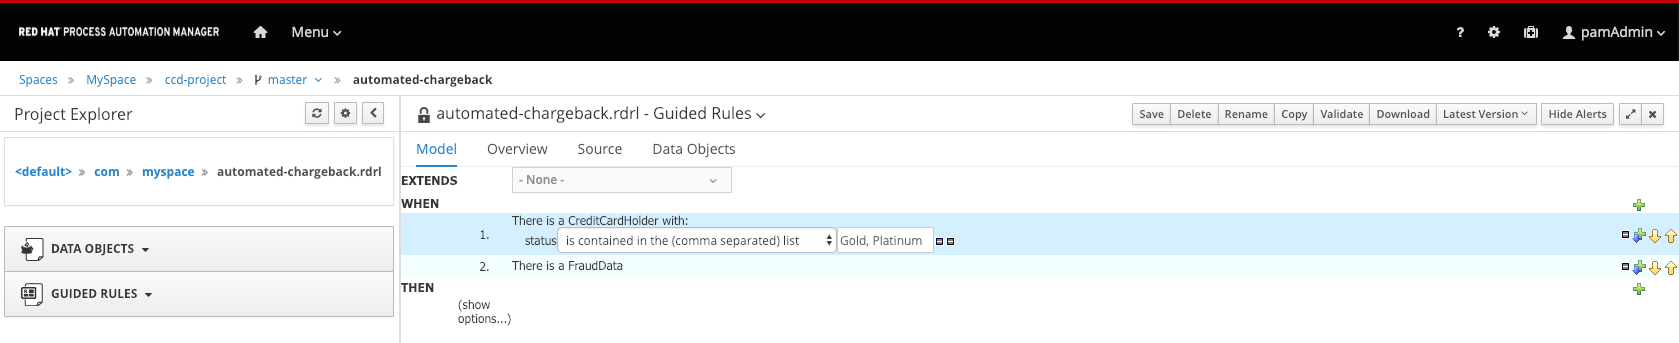 RED HAT PROCESS AUTOMATION MANAGER Menu ? pamAdmin
Spaces » MySpace » ccd-project » master » automated-chargeback
Project Explorer
<default> » com » myspace » automated-chargeback.rdrl
DATA OBJECTS
GUIDED RULES
automated-chargeback.rdrl - Guided Rules
Save Delete Rename Copy Validate Download Latest Version Hide Alerts
Model Overview Source Data Objects
EXTENDS - None -
WHEN
1. There is a CreditCardHolder with:
status is contained in the (comma separated) list Gold, Platinum
2. There is a FraudData
THEN
(show
options...)